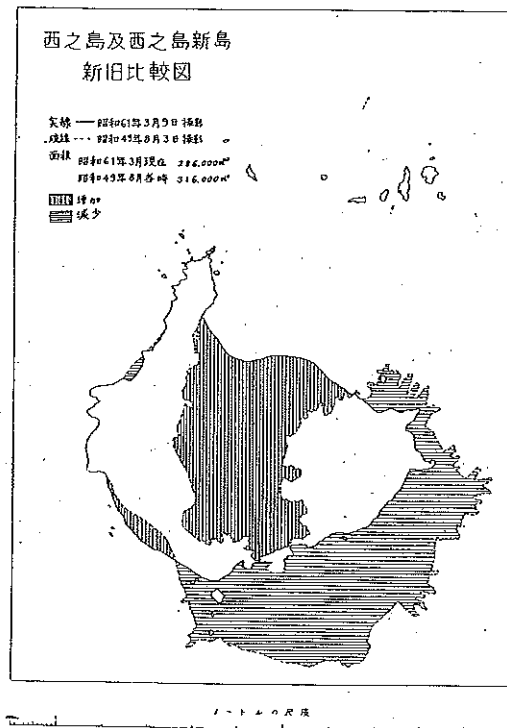 西之島及西之島新島
新旧比較図
実線 ── 昭和61年3月9日撮影
破線 ・・・ 昭和49年8月3日撮影
面積 昭和61年3月現在 286.000㎡
昭和49年8月当時 316.000㎡
増加
減少
メートルの尺度